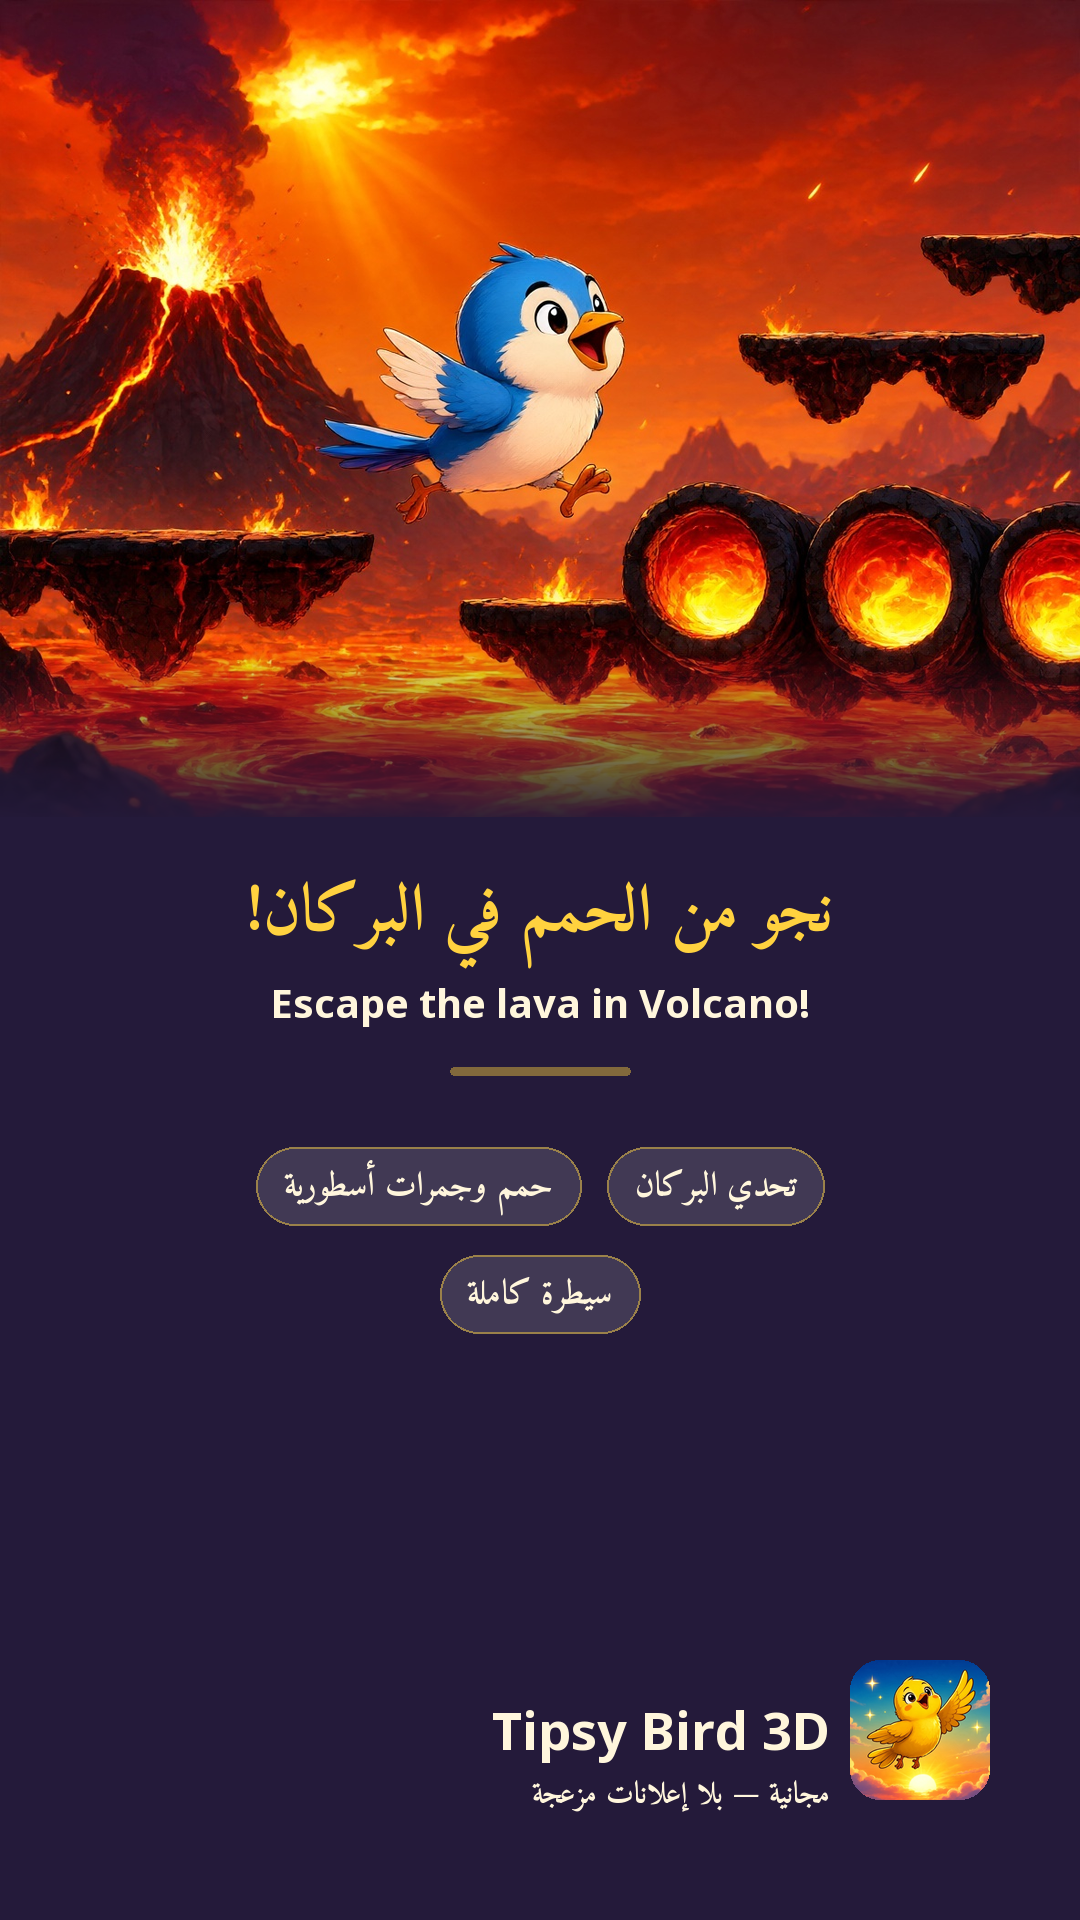 نجو من الحمم في البركان!
Escape the lava in Volcano!
تحدي البركان
حمم وجمرات أسطورية
سيطرة كاملة
Tipsy Bird 3D
مجانية — بلا إعلانات مزعجة